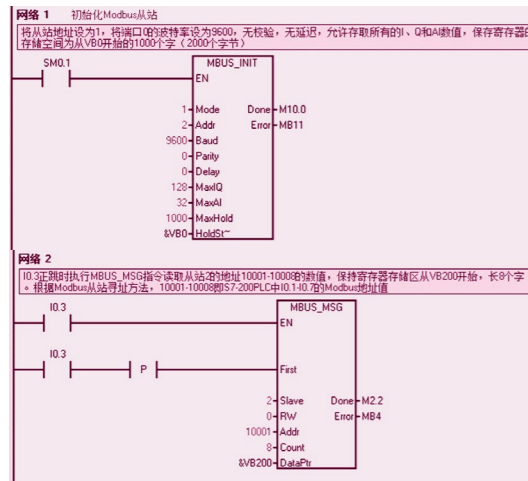 网络 1 初始化Modbus从站
将从站地址设为1，将端口0的波特率设为9600，无校验，无延迟，允许存取所有的I、Q和AI数值，保存寄存器的
存储空间为从VB0开始的1000个字（2000个字节）
SM0.1
MBUS_INIT
EN
1 Mode Done M10.0
2 Addr Error MB11
9600 Baud
0 Parity
0 Delay
128 MaxIQ
32 MaxAI
1000 MaxHold
&VB0 HoldSt~
网络 2
I0.3正跳时执行MBUS_MSG指令读取从站2的地址10001-10008的数值，保持寄存器存储区从VB200开始，长8个字
。根据Modbus从站寻址方法，10001-10008即S7-200PLC中I0.1-I0.7的Modbus地址值
I0.3
MBUS_MSG
EN
I0.3
P
First
2 Slave Done M2.2
0 RW Error MB4
10001 Addr
8 Count
&VB200 DataPtr